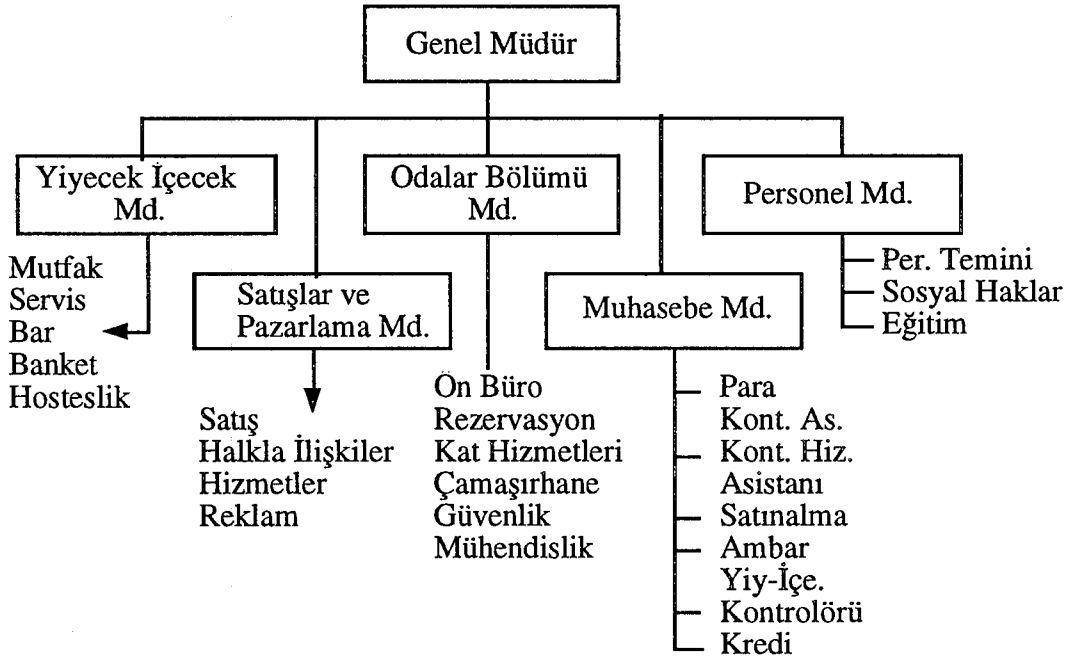 Genel Müdür
Yiyecek İçecek
Md.
Mutfak
Servis
Bar
Banket
Hosteslik
Satışlar ve
Pazarlama Md.
Satış
Halkla İlişkiler
Hizmetler
Reklam
Odalar Bölümü
Md.
Ön Büro
Rezervasyon
Kat Hizmetleri
Çamaşırhane
Güvenlik
Mühendislik
Muhasebe Md.
Para
Kont. As.
Kont. Hiz.
Asistanı
Satınalma
Ambar
Yiy-İçe.
Kontrolörü
Kredi
Personel Md.
Per. Temini
Sosyal Haklar
Eğitim